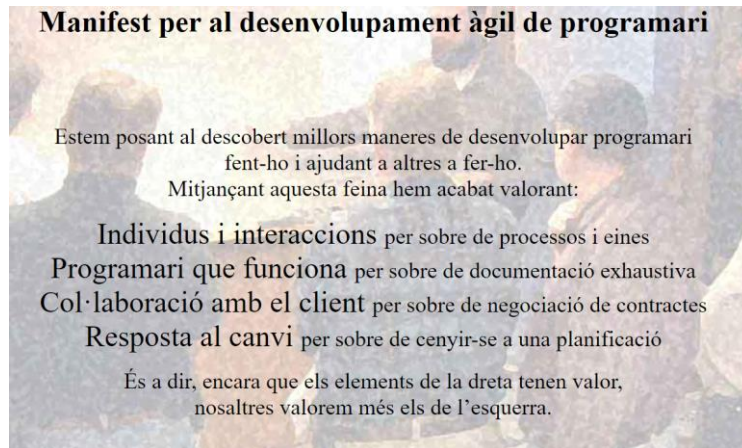 Manifest per al desenvolupament àgil de programari
Estem posant al descobert millors maneres de desenvolupar programari
fent-ho i ajudant a altres a fer-ho.
Mitjançant aquesta feina hem acabat valorant:
Individus i interaccions per sobre de processos i eines
Programari que funciona per sobre de documentació exhaustiva
Col·laboració amb el client per sobre de negociació de contractes
Resposta al canvi per sobre de cenyir-se a una planificació
És a dir, encara que els elements de la dreta tenen valor,
nosaltres valorem més els de l’esquerra.